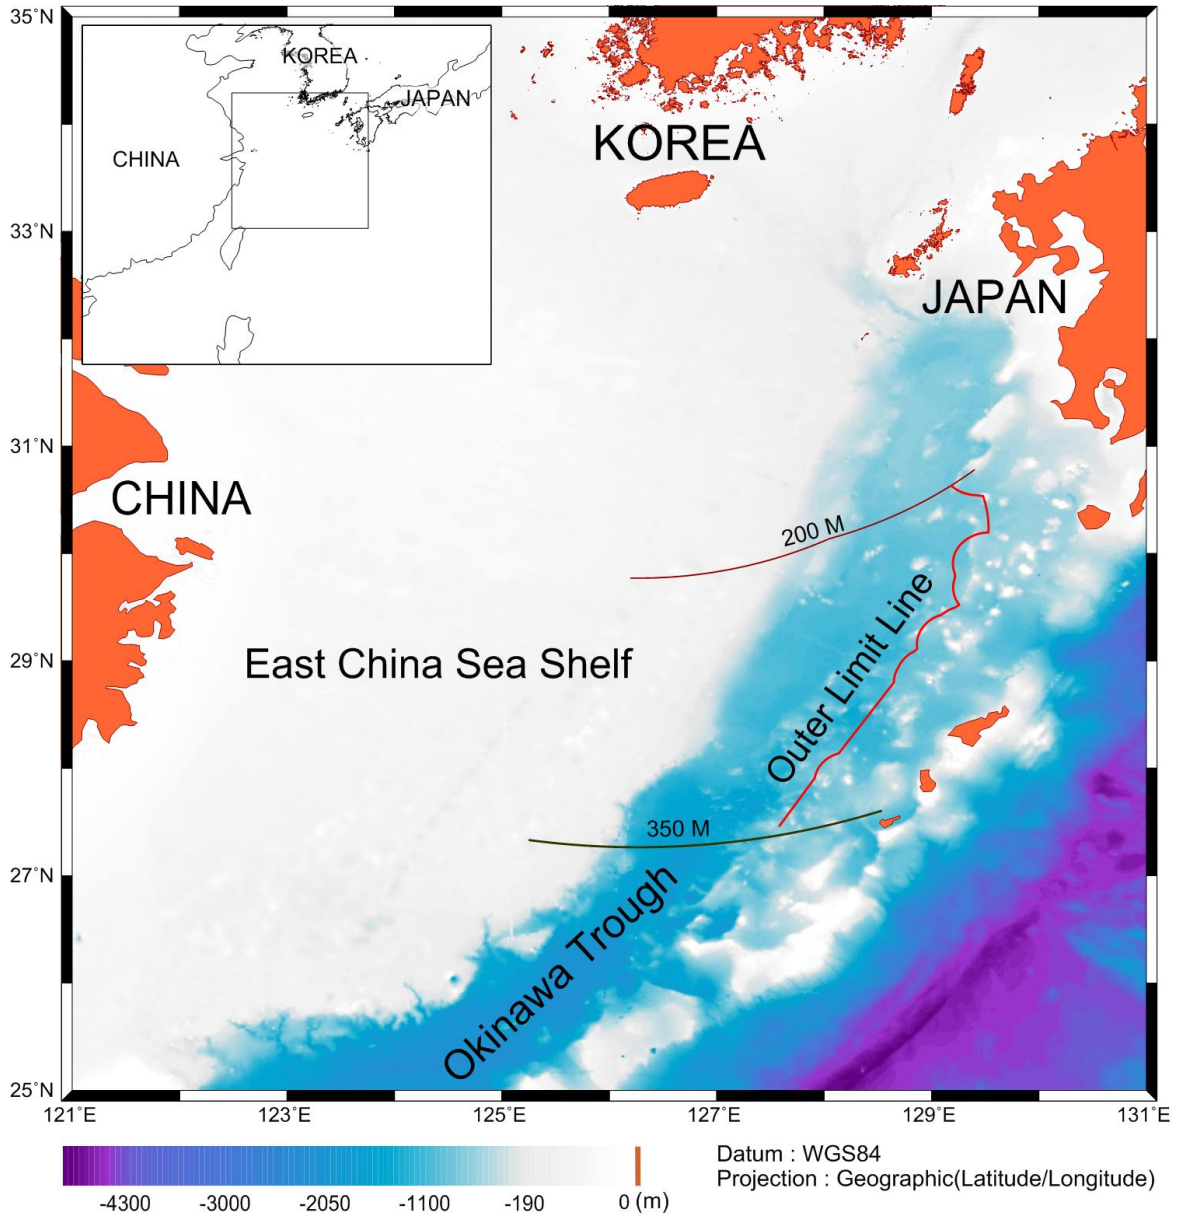 35°N
33°N
31°N
29°N
27°N
25°N
KOREA
JAPAN
CHINA
KOREA
JAPAN
CHINA
200 M
Outer Limit Line
East China Sea Shelf
350 M
Okinawa Trough
121°E
123°E
125°E
127°E
129°E
131°E
-4300
-3000
-2050
-1100
-190
0 (m)
Datum : WGS84
Projection : Geographic(Latitude/Longitude)